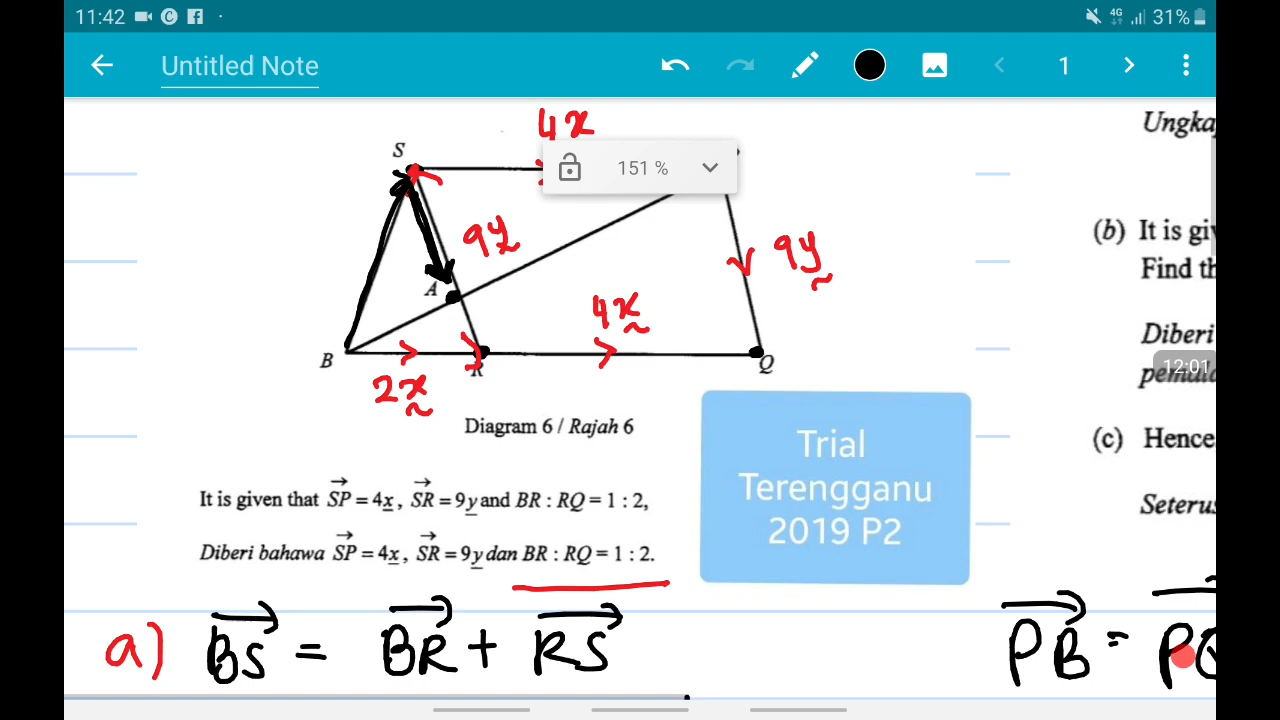 11:42 4G 31%
Untitled Note 1
4x
S
151 %
Ungka
9y
9y
(b) It is giv
Find th
A
4x
Diberi
B
R
Q
12:01
2x
Diagram 6 / Rajah 6
(c) Hence
Trial
Terengganu
2019 P2
It is given that SP = 4x, SR = 9y and BR : RQ = 1 : 2,
Seterus
Diberi bahawa SP = 4x, SR = 9y dan BR : RQ = 1 : 2.
a) BS = BR + RS
PB = PQ